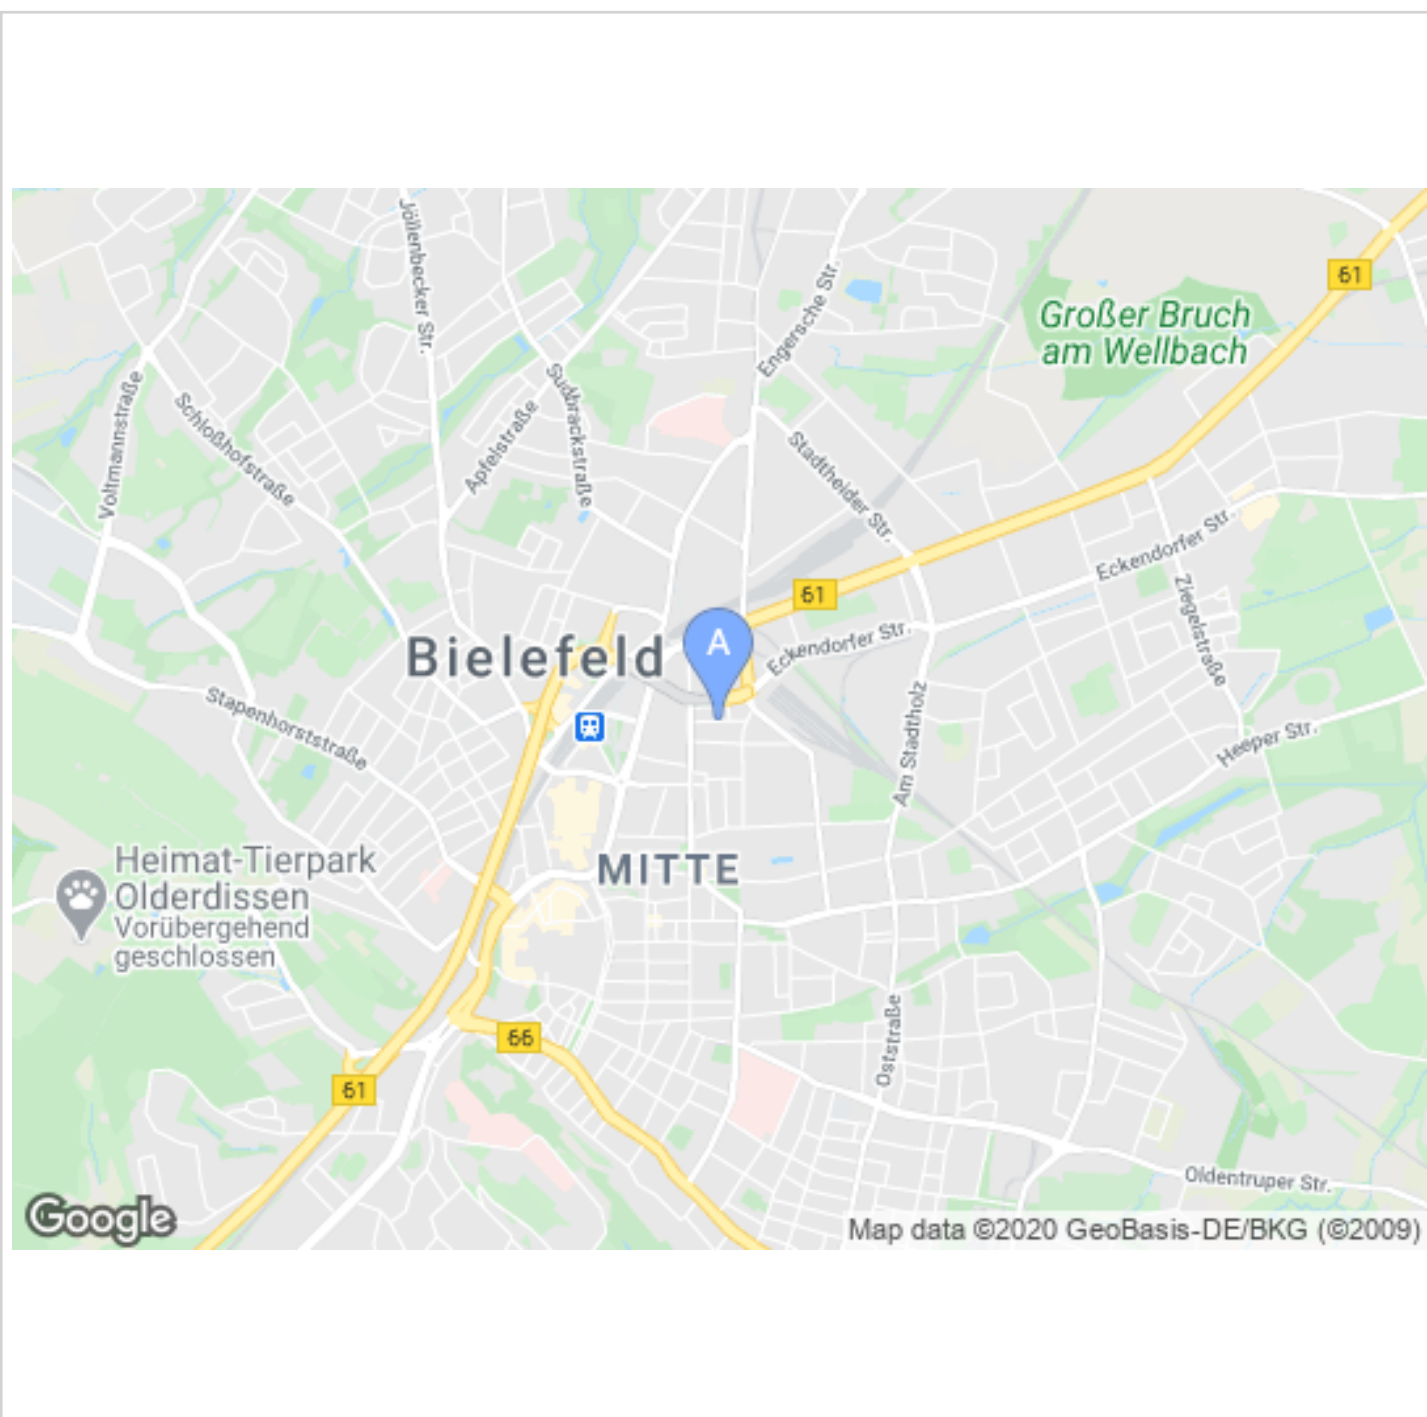 Jöllenbecker Str.
Engersche Str.
61
Großer Bruch
am Wellbach
Voltmannstraße
Schloßhofstraße
Apfelstraße
Sudbrackstraße
Stadtheider Str.
Eckendorfer Str.
61
Ziegelstraße
A
Eckendorfer Str.
Bielefeld
Stapenhorststraße
Am Stadtholz
Heeper Str.
Heimat-Tierpark
Olderdissen
Vorübergehend
geschlossen
MITTE
66
61
Oststraße
Oldentruper Str.
Google
Map data ©2020 GeoBasis-DE/BKG (©2009)